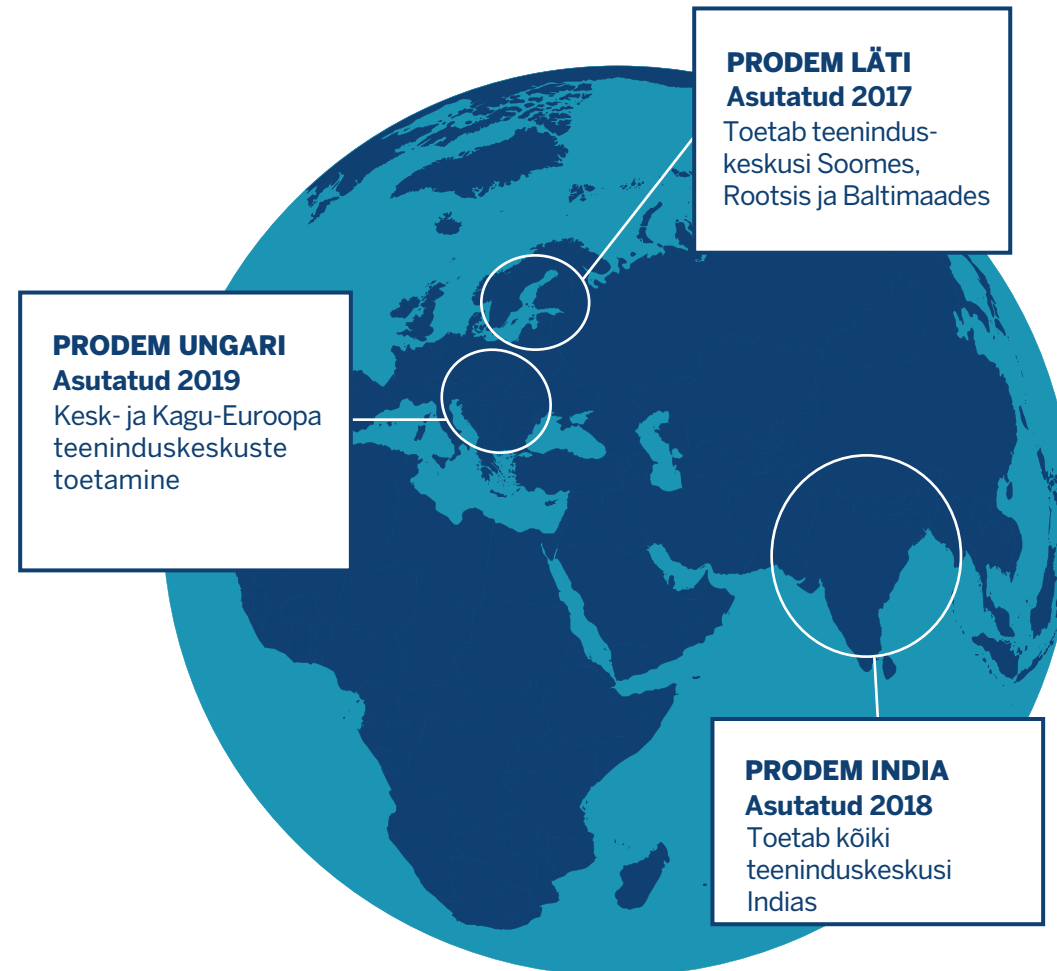 PRODEM LÄTI
Asutatud 2017
Toetab teenindus-
keskusi Soomes,
Rootsis ja Baltimaades
PRODEM UNGARI
Asutatud 2019
Kesk- ja Kagu-Euroopa
teeninduskeskuste
toetamine
PRODEM INDIA
Asutatud 2018
Toetab kõiki
teeninduskeskusi
Indias